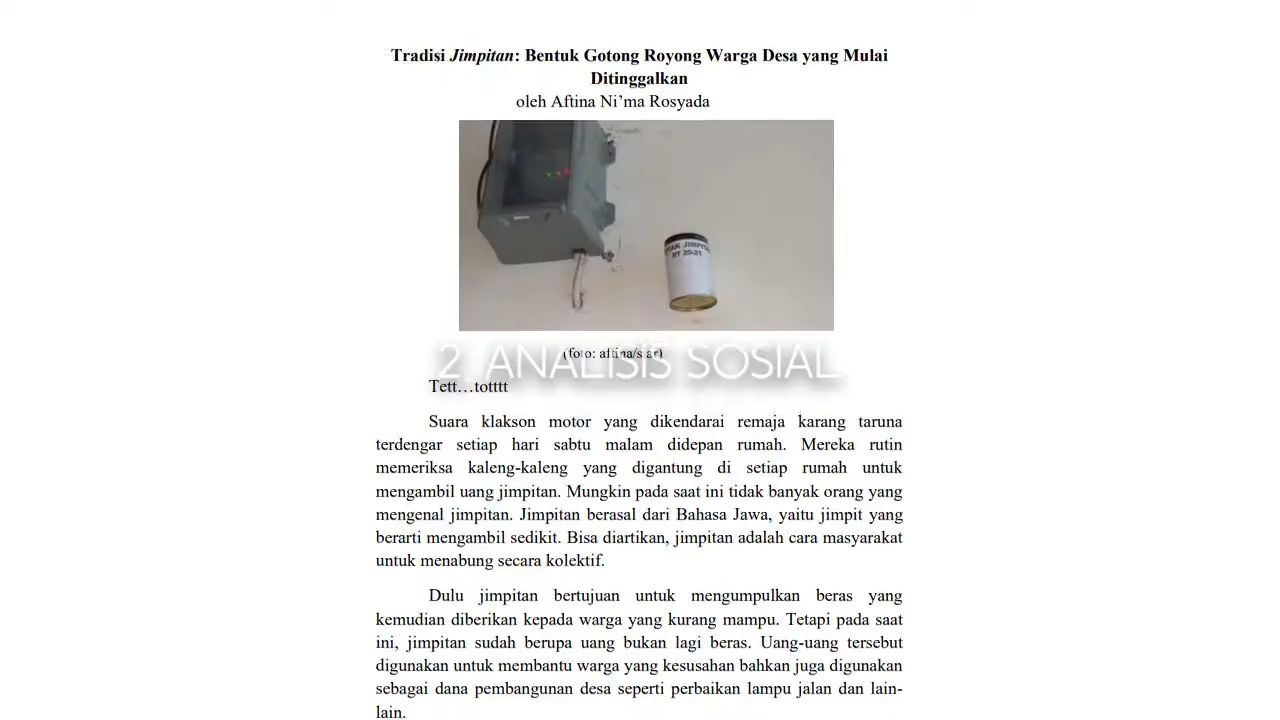 Tradisi Jimpitan: Bentuk Gotong Royong Warga Desa yang Mulai
Ditinggalkan
oleh Aftina Ni'ma Rosyada
TAK JIMPITA
RT 20-21
(foto: aftina/siar)
2 ANALISIS SOSIAL
Tett…totttt
Suara klakson motor yang dikendarai remaja karang taruna
terdengar setiap hari sabtu malam didepan rumah. Mereka rutin
memeriksa kaleng-kaleng yang digantung di setiap rumah untuk
mengambil uang jimpitan. Mungkin pada saat ini tidak banyak orang yang
mengenal jimpitan. Jimpitan berasal dari Bahasa Jawa, yaitu jimpit yang
berarti mengambil sedikit. Bisa diartikan, jimpitan adalah cara masyarakat
untuk menabung secara kolektif.
Dulu jimpitan bertujuan untuk mengumpulkan beras yang
kemudian diberikan kepada warga yang kurang mampu. Tetapi pada saat
ini, jimpitan sudah berupa uang bukan lagi beras. Uang-uang tersebut
digunakan untuk membantu warga yang kesusahan bahkan juga digunakan
sebagai dana pembangunan desa seperti perbaikan lampu jalan dan lain-
lain.